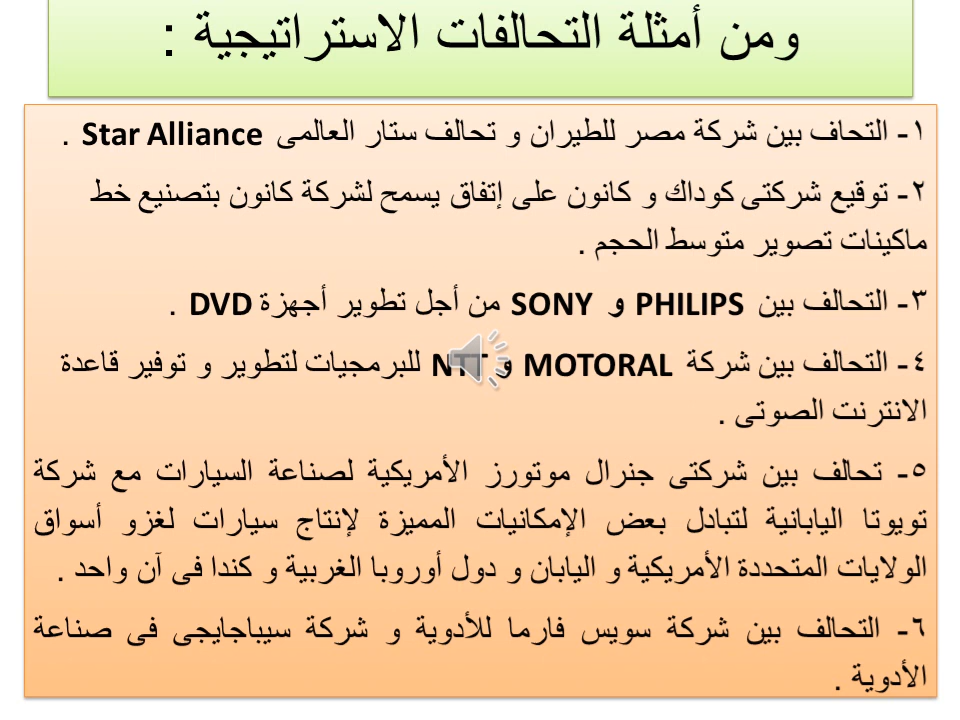 ومن أمثلة التحالفات الاستراتيجية :
١- التحاف بين شركة مصر للطيران و تحالف ستار العالمى Star Alliance .
٢- توقيع شركتى كوداك و كانون على إتفاق يسمح لشركة كانون بتصنيع خط
ماكينات تصوير متوسط الحجم .
٣- التحالف بين PHILIPS و SONY من أجل تطوير أجهزة DVD .
٤- التحالف بين شركة MOTORAL و NTT للبرمجيات لتطوير و توفير قاعدة
الانترنت الصوتى .
٥- تحالف بين شركتى جنرال موتورز الأمريكية لصناعة السيارات مع شركة
تويوتا اليابانية لتبادل بعض الإمكانيات المميزة لإنتاج سيارات لغزو أسواق
الولايات المتحددة الأمريكية و اليابان و دول أوروبا الغربية و كندا فى آن واحد .
٦- التحالف بين شركة سويس فارما للأدوية و شركة سيباجايجى فى صناعة
الأدوية .